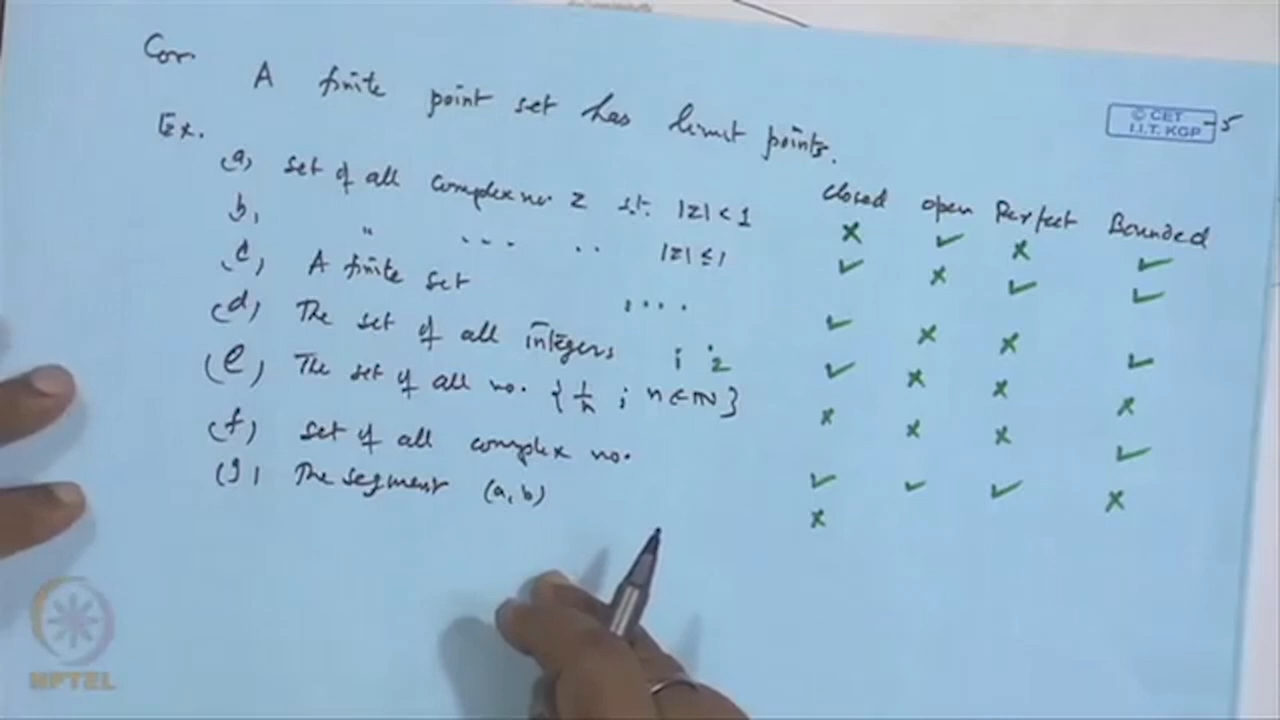 Cor. A finite point set has limit points.
© CET
I.I.T. KGP -5
Ex. closed open Perfect Bounded
(a) set of all complex no. z s.t. |z| < 1 × ✓ × ✓
b, " ... .. |z| ≤ 1 ✓ × ✓ ✓
(c) A finite set .... ✓ × × ✓
(d) The set of all integers i 2 ✓ × × ×
(e) The set of all no. { 1/n ; n ∈ IN } × × × ✓
(f) set of all complex no. ✓ ✓ ✓ ×
(g) The segment (a, b) ×
NPTEL